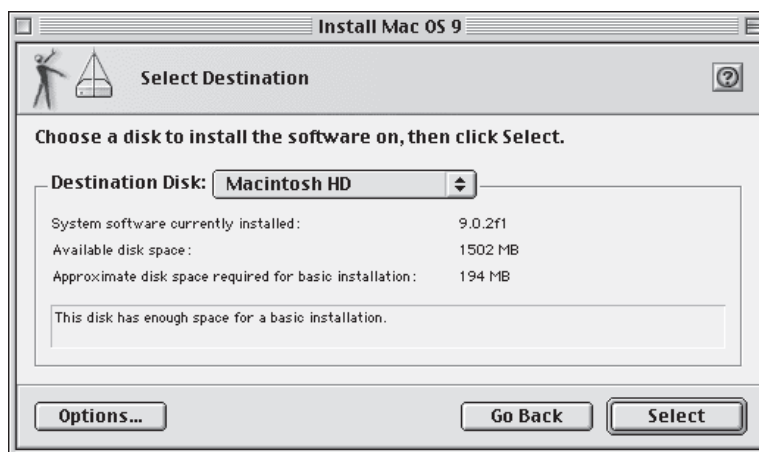 Install Mac OS 9
Select Destination
?
Choose a disk to install the software on, then click Select.
Destination Disk: Macintosh HD
System software currently installed: 9.0.2f1
Available disk space: 1502 MB
Approximate disk space required for basic installation: 194 MB
This disk has enough space for a basic installation.
Options... Go Back Select